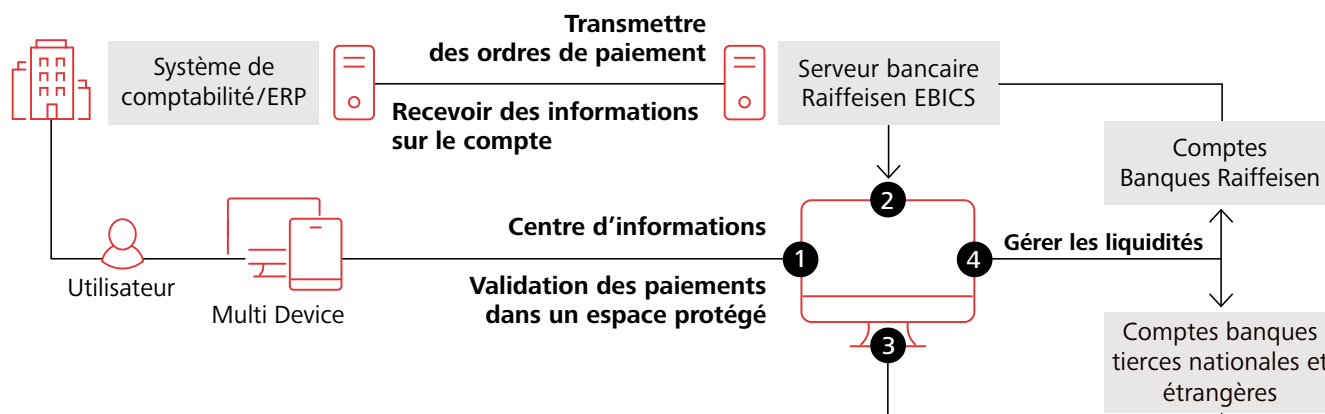 Système de
comptabilité/ERP
Transmettre
des ordres de paiement
Recevoir des informations
sur le compte
Serveur bancaire
Raiffeisen EBICS
Comptes
Banques Raiffeisen
Utilisateur
Multi Device
Centre d’informations
Validation des paiements
dans un espace protégé
1
2
3
4
Gérer les liquidités
Comptes banques
tierces nationales et
étrangères